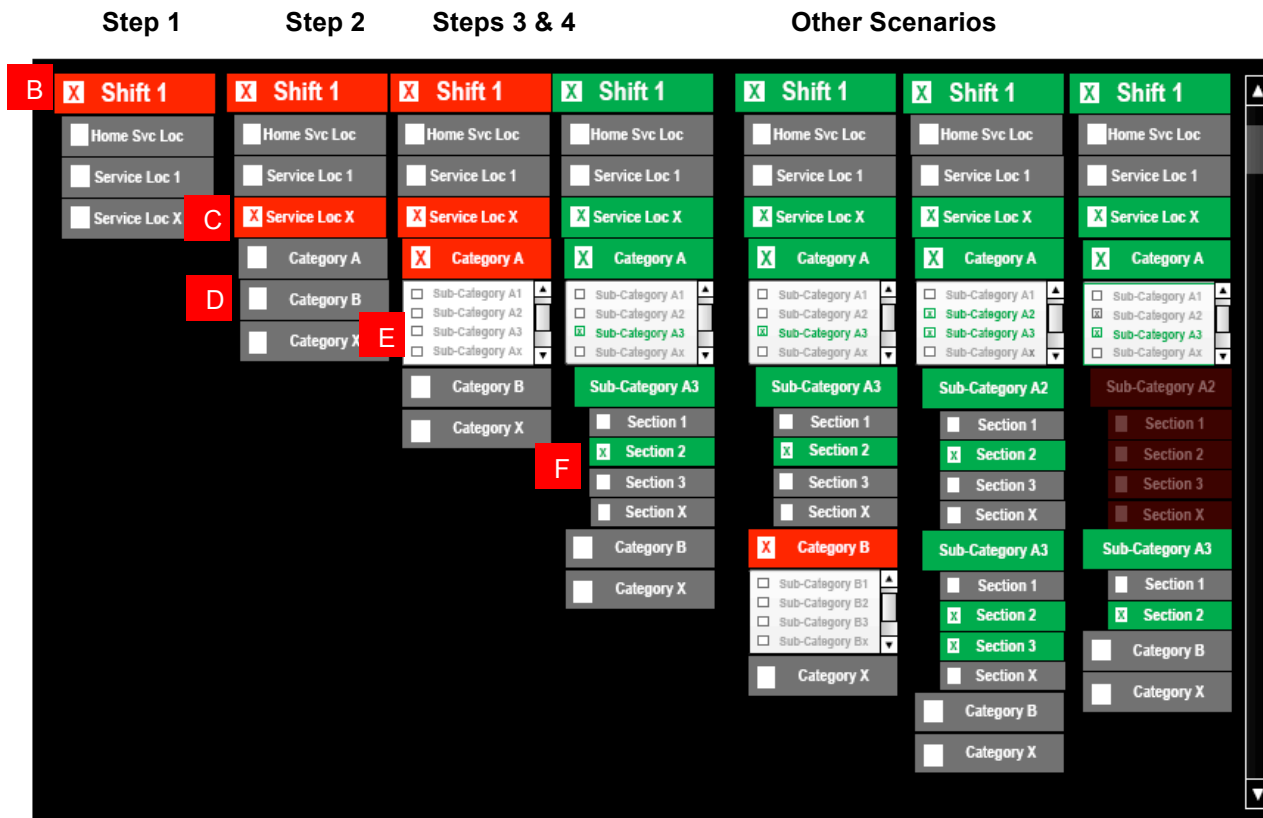 Step 1
Step 2
Steps 3 & 4
Other Scenarios
B
X Shift 1
Home Svc Loc
Service Loc 1
Service Loc X
C
D
X Shift 1
Home Svc Loc
Service Loc 1
X Service Loc X
Category A
Category B
Category X
E
X Shift 1
Home Svc Loc
Service Loc 1
X Service Loc X
X Category A
Sub-Category A1
Sub-Category A2
Sub-Category A3
Sub-Category Ax
Category B
Category X
F
X Shift 1
Home Svc Loc
Service Loc 1
X Service Loc X
X Category A
Sub-Category A1
Sub-Category A2
X Sub-Category A3
Sub-Category Ax
Sub-Category A3
Section 1
X Section 2
Section 3
Section X
Category B
Category X
X Shift 1
Home Svc Loc
Service Loc 1
X Service Loc X
X Category A
Sub-Category A1
Sub-Category A2
X Sub-Category A3
Sub-Category Ax
Sub-Category A3
Section 1
X Section 2
Section 3
Section X
X Category B
Sub-Category B1
Sub-Category B2
Sub-Category B3
Sub-Category Bx
Category X
X Shift 1
Home Svc Loc
Service Loc 1
X Service Loc X
X Category A
Sub-Category A1
X Sub-Category A2
X Sub-Category A3
Sub-Category Ax
Sub-Category A2
Section 1
X Section 2
Section 3
Section X
Sub-Category A3
Section 1
X Section 2
X Section 3
Section X
Category B
Category X
X Shift 1
Home Svc Loc
Service Loc 1
X Service Loc X
X Category A
Sub-Category A1
X Sub-Category A2
X Sub-Category A3
Sub-Category Ax
Sub-Category A2
Section 1
Section 2
Section 3
Section X
Sub-Category A3
Section 1
X Section 2
Category B
Category X